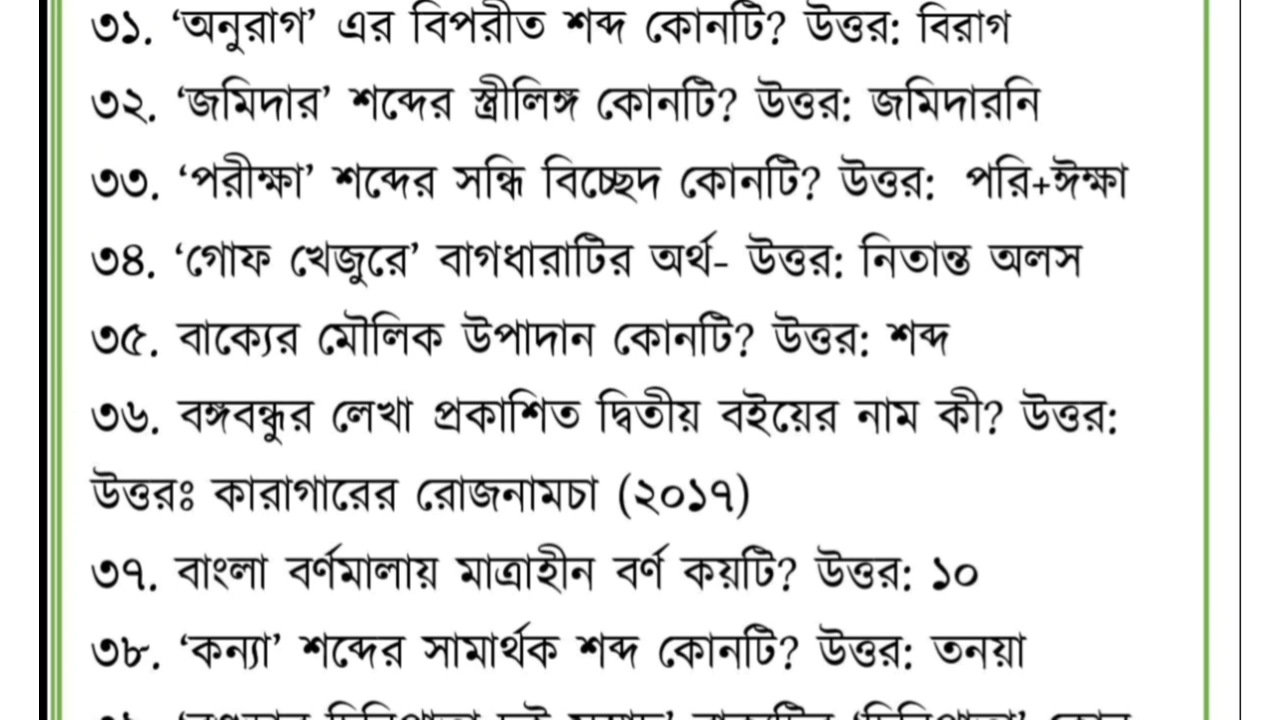 ৩১. ‘অনুরাগ’ এর বিপরীত শব্দ কোনটি? উত্তর: বিরাগ
৩২. ‘জমিদার’ শব্দের স্ত্রীলিঙ্গ কোনটি? উত্তর: জমিদারনি
৩৩. ‘পরীক্ষা’ শব্দের সন্ধি বিচ্ছেদ কোনটি? উত্তর: পরি+ঈক্ষা
৩৪. ‘গোফ খেজুরে’ বাগধারাটির অর্থ- উত্তর: নিতান্ত অলস
৩৫. বাক্যের মৌলিক উপাদান কোনটি? উত্তর: শব্দ
৩৬. বঙ্গবন্ধুর লেখা প্রকাশিত দ্বিতীয় বইয়ের নাম কী? উত্তর:
উত্তরঃ কারাগারের রোজনামচা (২০১৭)
৩৭. বাংলা বর্ণমালায় মাত্রাহীন বর্ণ কয়টি? উত্তর: ১০
৩৮. ‘কন্যা’ শব্দের সামার্থক শব্দ কোনটি? উত্তর: তনয়া